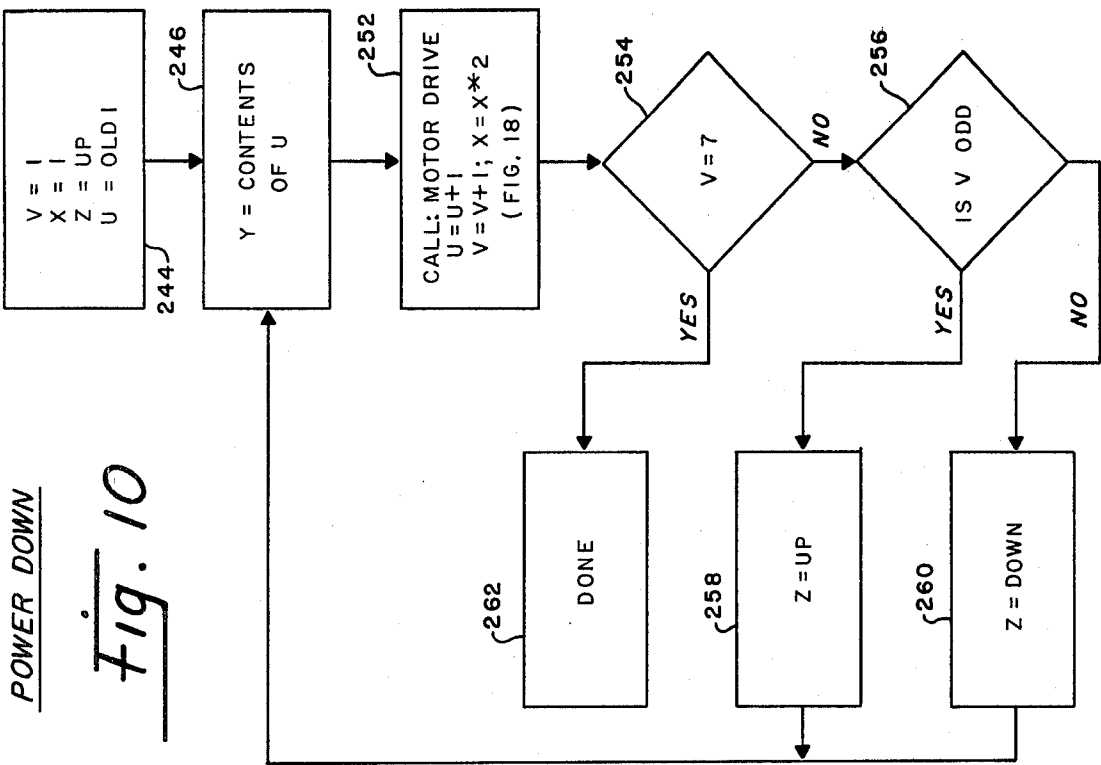 POWER DOWN
Fig. 10
V = 1
X = 1
Z = UP
U = OLD1
244
246
Y = CONTENTS
OF U
252
CALL: MOTOR DRIVE
U=U+1
V=V+1; X=X*2
(FIG. 18)
254
V=7
YES
NO
256
IS V ODD
YES
NO
262
DONE
258
Z=UP
260
Z=DOWN